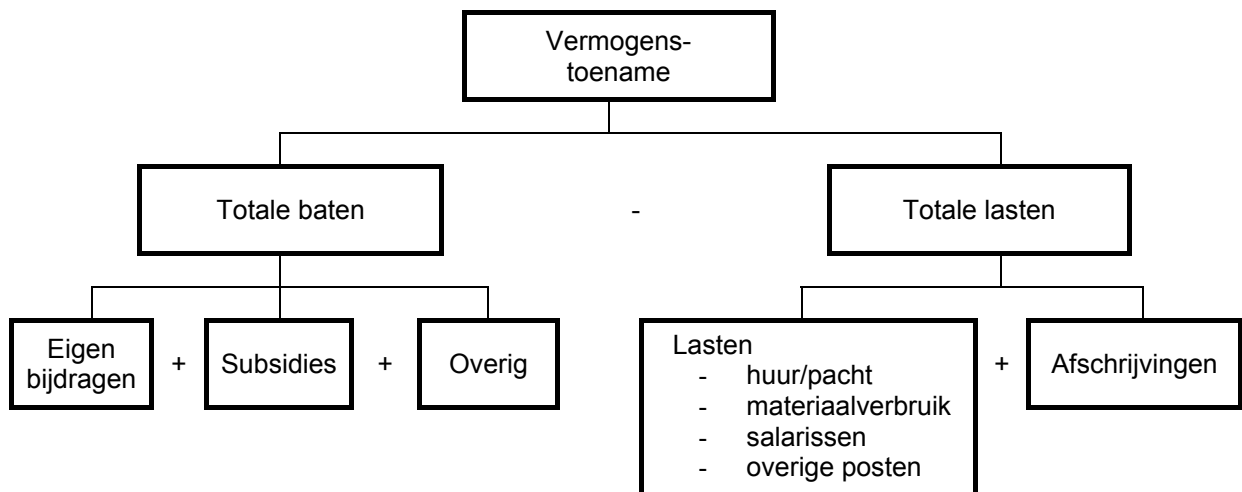 Vermogens-
toename
Totale baten
-
Totale lasten
Eigen
bijdragen
+
Subsidies
+
Overig
Lasten
- huur/pacht
- materiaalverbruik
- salarissen
- overige posten
+
Afschrijvingen